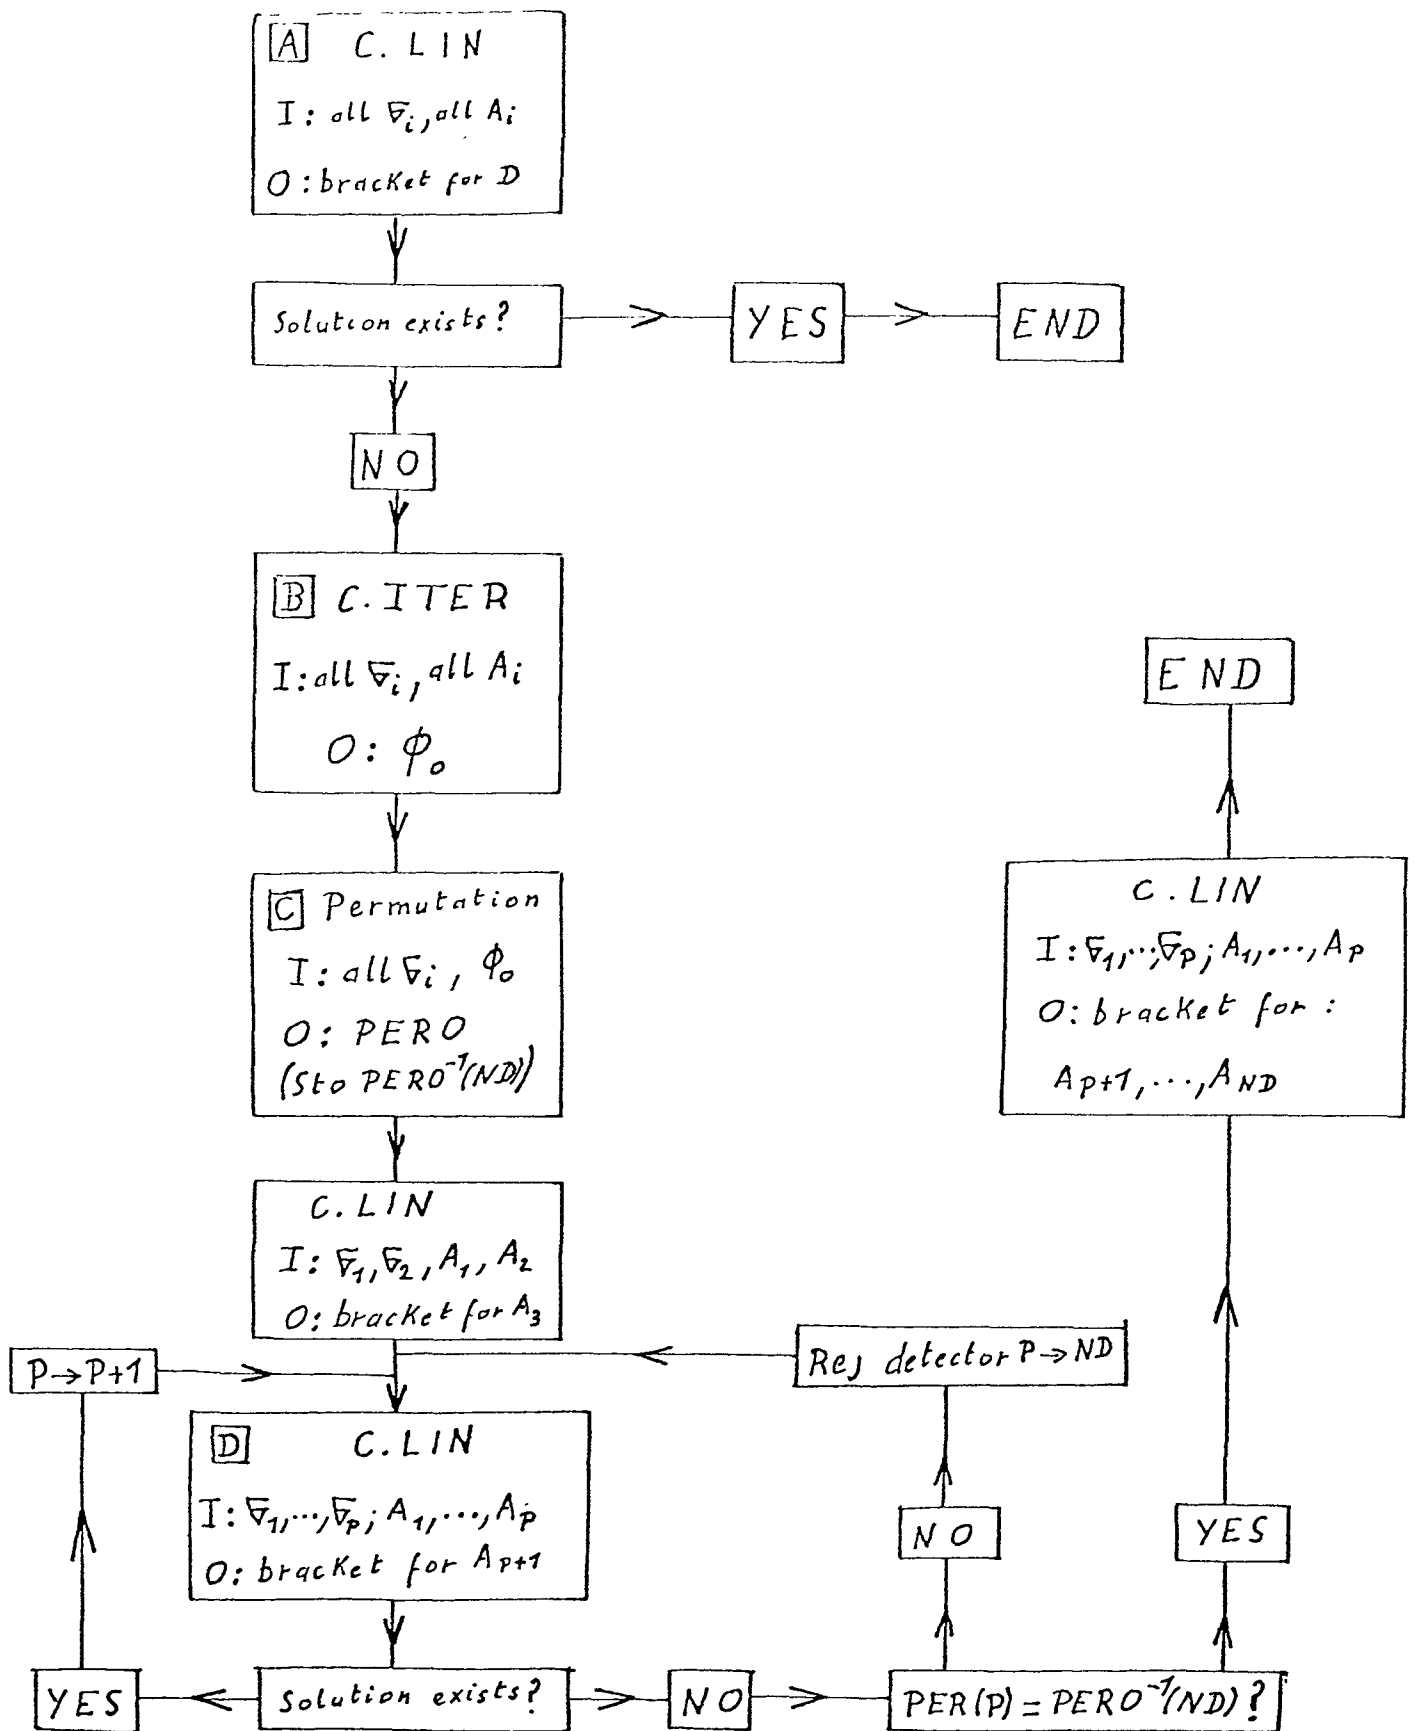 A C. LIN
I: all σ̄ᵢ, all Aᵢ
O: bracket for D
Solution exists?
YES
END
NO
B C. ITER
I: all σ̄ᵢ, all Aᵢ
O: ϕ₀
END
C Permutation
I: all σ̄ᵢ, ϕ₀
O: PERO
(Sto PERO⁻¹(ND))
C. LIN
I: σ̄₁,...,σ̄ₚ; A₁,..., Aₚ
O: bracket for :
Aₚ₊₁,..., A_ND
C. LIN
I: σ̄₁, σ̄₂, A₁, A₂
O: bracket for A₃
P→P+1
Rej detector P→ND
D C. LIN
I: σ̄₁,...,σ̄ₚ; A₁,..., Aₚ
O: bracket for Aₚ₊₁
NO
YES
YES
Solution exists?
NO
PER(P) = PERO⁻¹(ND)?